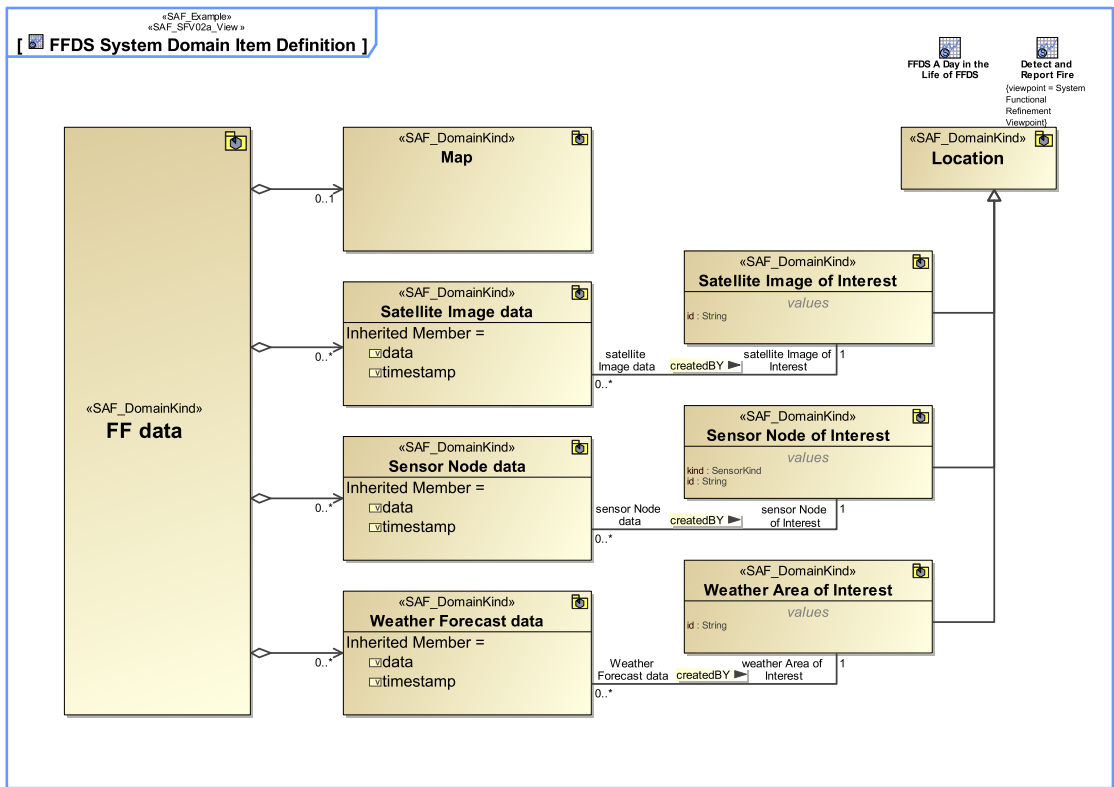 «SAF_Example»
«SAF_SFV02a_View »
[ FFDS System Domain Item Definition ]
FFDS A Day in the
Life of FFDS
Detect and
Report Fire
{viewpoint = System
Functional
Refinement
Viewpoint}
«SAF_DomainKind»
FF data
«SAF_DomainKind»
Map
0..1
«SAF_DomainKind»
Location
«SAF_DomainKind»
Satellite Image data
Inherited Member =
data
timestamp
0..*
«SAF_DomainKind»
Satellite Image of Interest
values
id : String
satellite
Image data
0..*
createdBY
satellite Image of
Interest
1
«SAF_DomainKind»
Sensor Node data
Inherited Member =
data
timestamp
0..*
«SAF_DomainKind»
Sensor Node of Interest
values
kind : SensorKind
id : String
sensor Node
data
0..*
createdBY
sensor Node
of Interest
1
«SAF_DomainKind»
Weather Forecast data
Inherited Member =
data
timestamp
0..*
«SAF_DomainKind»
Weather Area of Interest
values
id : String
Weather
Forecast data
0..*
createdBY
weather Area of
Interest
1